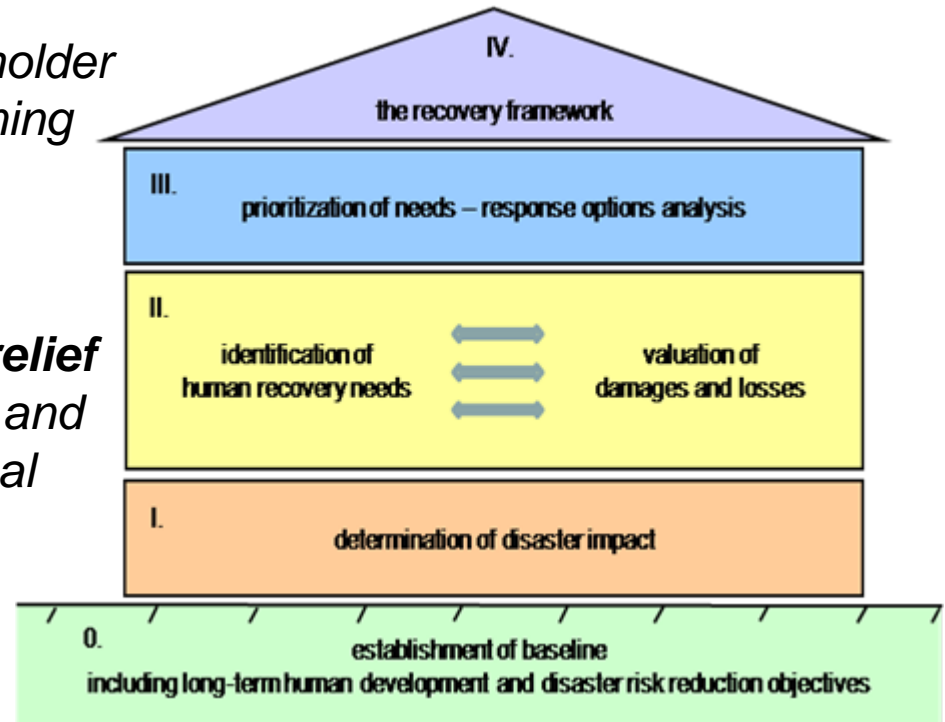 holder
ning
relief
and
al
IV.
the recovery framework
III.
prioritization of needs – response options analysis
II.
identification of
human recovery needs
valuation of
damages and losses
I.
determination of disaster impact
0.
establishment of baseline
including long-term human development and disaster risk reduction objectives